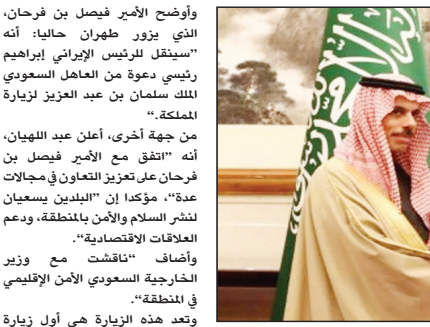 وأوضح الأمير فيصل بن فرحان،
الذي يزور طهران حاليا: أنه
”سينقل للرئيس الإيراني إبراهيم
رئيسي دعوة من العاهل السعودي
الملك سلمان بن عبد العزيز لزيارة
المملكة.“
من جهة أخرى، أعلن عبد اللهيان،
أنه ”اتفق مع الأمير فيصل بن
فرحان على تعزيز التعاون في مجالات
عدة“، مؤكدا إن ”البلدين يسعيان
لنشر السلام والأمن بالمنطقة، ودعم
العلاقات الاقتصادية“.
وأضاف ”ناقشت مع وزير
الخارجية السعودي الأمن الإقليمي
في المنطقة“.
وتعد هذه الزيارة هي أول زيارة